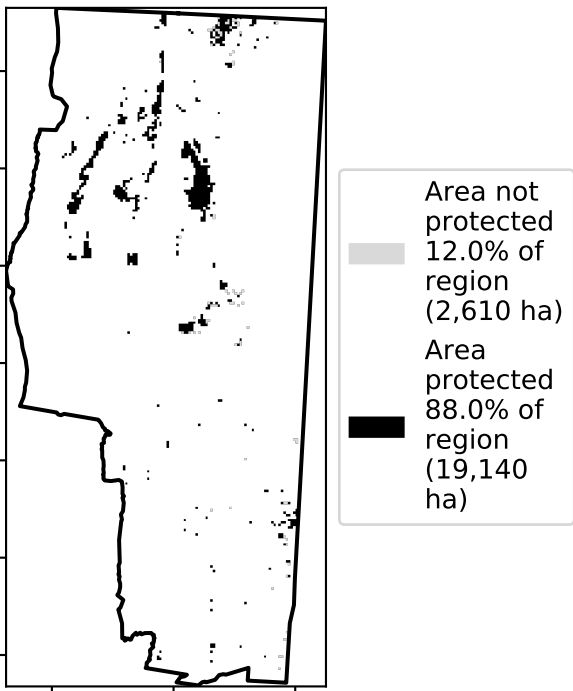 Area not
protected
12.0% of
region
(2,610 ha)
Area
protected
88.0% of
region
(19,140
ha)